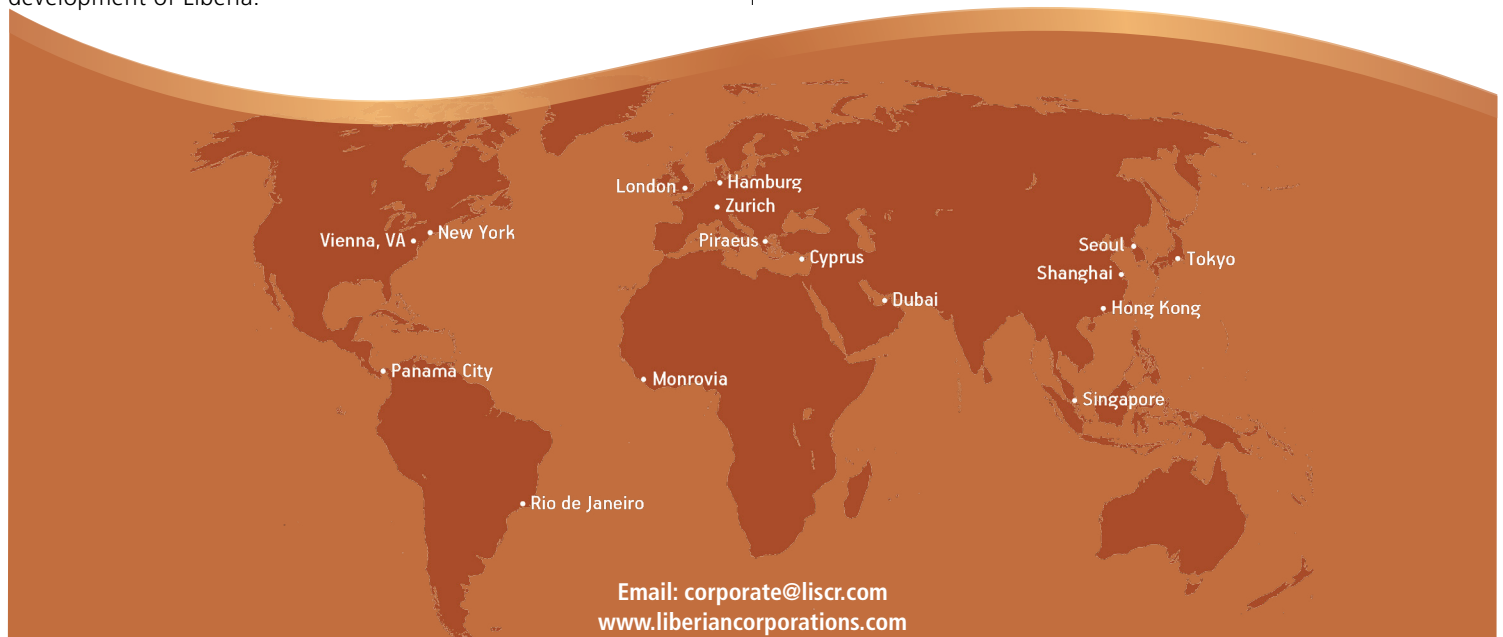 development of Liberia.
London
Hamburg
Zurich
Vienna, VA
New York
Piraeus
Cyprus
Seoul
Tokyo
Shanghai
Dubai
Hong Kong
Panama City
Monrovia
Singapore
Rio de Janeiro
Email: corporate@liscr.com
www.liberiancorporations.com